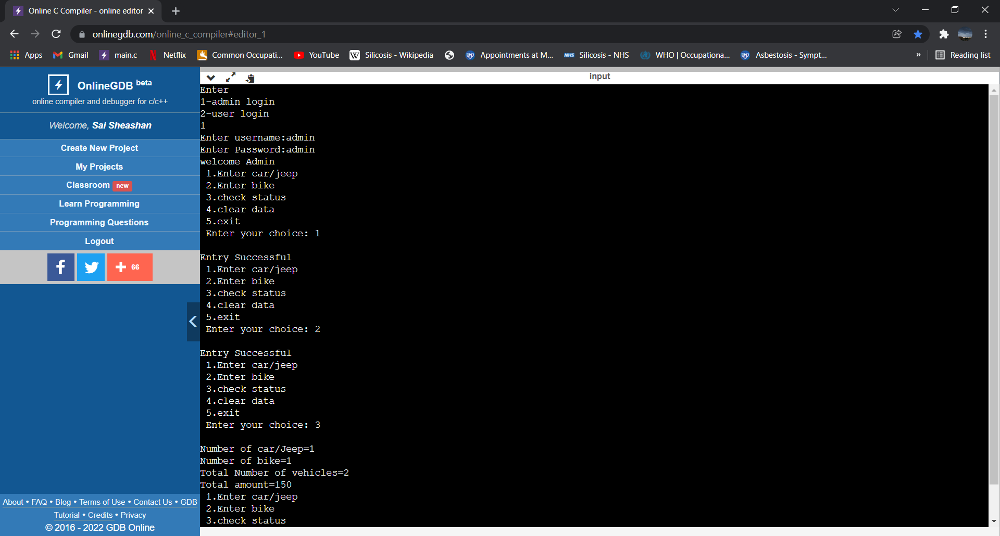 Online C Compiler - online editor
onlinegdb.com/online_c_compiler#editor_1
Apps Gmail main.c Netflix Common Occupati... YouTube Silicosis - Wikipedia Appointments at M... Silicosis - NHS WHO | Occupationa... Asbestosis - Sympt... » Reading list
OnlineGDB beta
online compiler and debugger for c/c++
Welcome, Sai Sheashan
Create New Project
My Projects
Classroom new
Learn Programming
Programming Questions
Logout
66
About • FAQ • Blog • Terms of Use • Contact Us • GDB
Tutorial • Credits • Privacy
© 2016 - 2022 GDB Online
input
Enter
1-admin login
2-user login
1
Enter username:admin
Enter Password:admin
welcome Admin
1.Enter car/jeep
2.Enter bike
3.check status
4.clear data
5.exit
Enter your choice: 1
Entry Successful
1.Enter car/jeep
2.Enter bike
3.check status
4.clear data
5.exit
Enter your choice: 2
Entry Successful
1.Enter car/jeep
2.Enter bike
3.check status
4.clear data
5.exit
Enter your choice: 3
Number of car/Jeep=1
Number of bike=1
Total Number of vehicles=2
Total amount=150
1.Enter car/jeep
2.Enter bike
3.check status